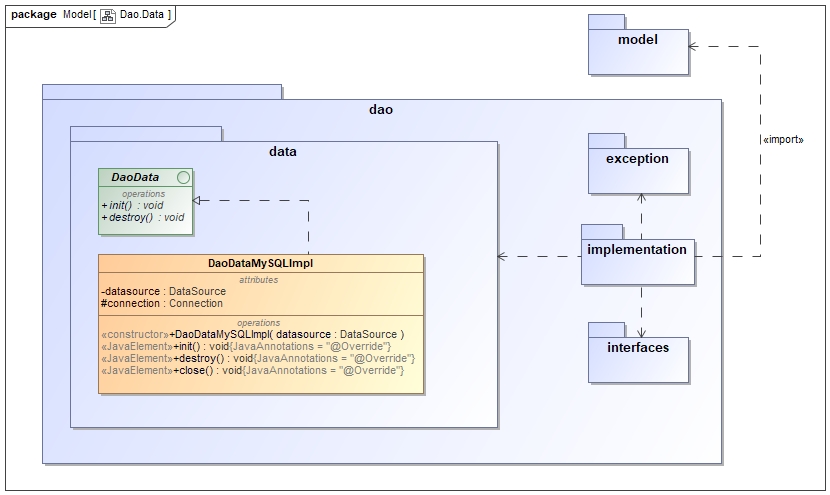 package Model[ Dao.Data ]
model
dao
«import»
data
exception
DaoData
operations
+init() : void
+destroy() : void
implementation
DaoDataMySQLImpl
attributes
-datasource : DataSource
#connection : Connection
operations
«constructor»+DaoDataMySQLImpl( datasource : DataSource )
«JavaElement»+init() : void{JavaAnnotations = "@Override"}
«JavaElement»+destroy() : void{JavaAnnotations = "@Override"}
«JavaElement»+close() : void{JavaAnnotations = "@Override"}
interfaces